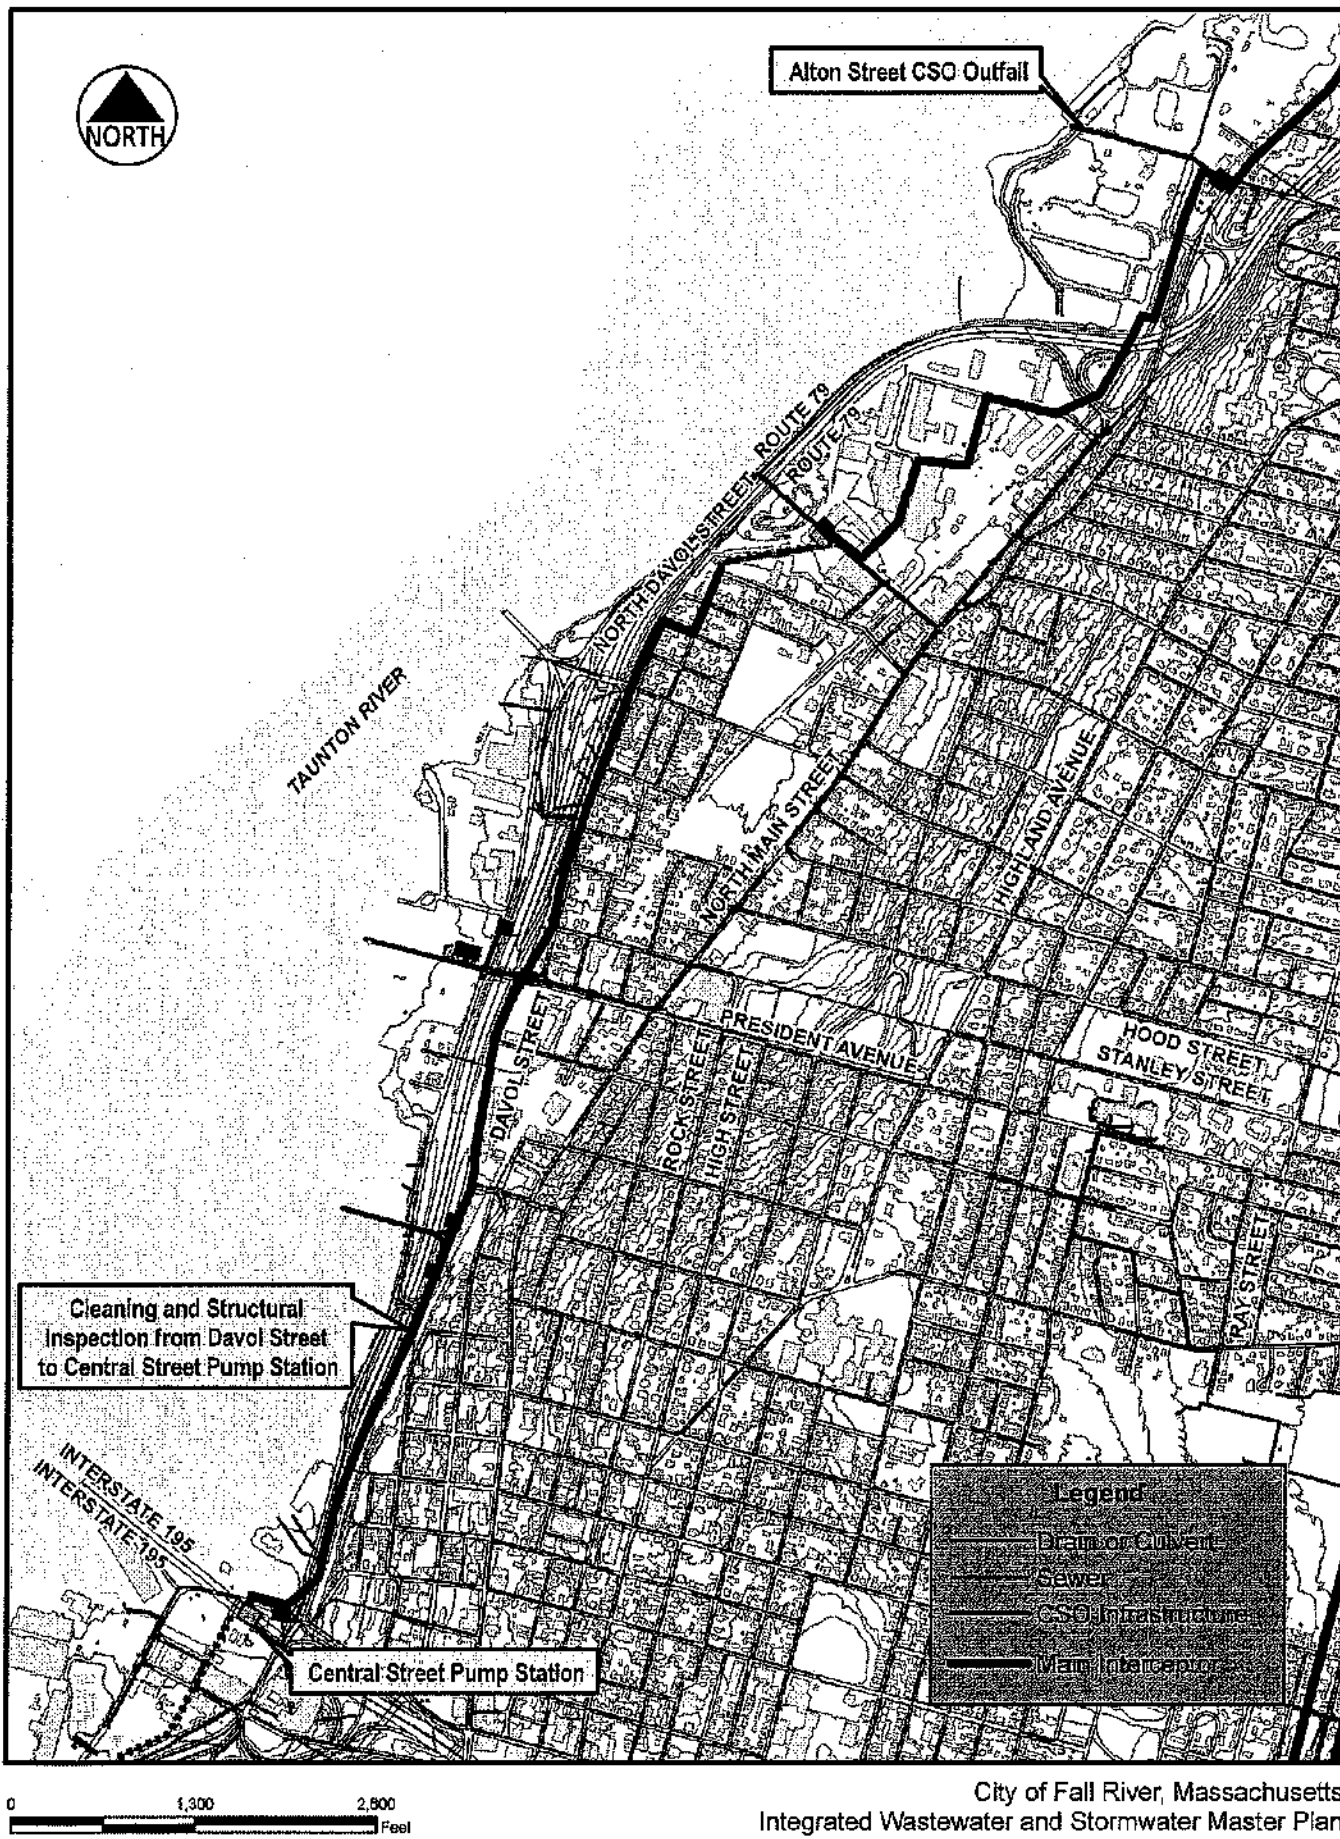 Alton Street CSO Outfall
NORTH
ROUTE 79
ROUTE 79
NORTH DAVOL STREET
TAUNTON RIVER
NORTH MAIN STREET
HIGHLAND AVENUE
DAVOL STREET
PRESIDENT AVENUE
HOOD STREET
STANLEY STREET
ROCK STREET
HIGH STREET
RAY STREET
Cleaning and Structural
Inspection from Davol Street
to Central Street Pump Station
INTERSTATE 195
INTERSTATE 195
Central Street Pump Station
Legend
Drain or Culvert
Sewer
CSO Infrastructure
Main Interceptor
0 1,300 2,600
Feet
City of Fall River, Massachusetts
Integrated Wastewater and Stormwater Master Plan